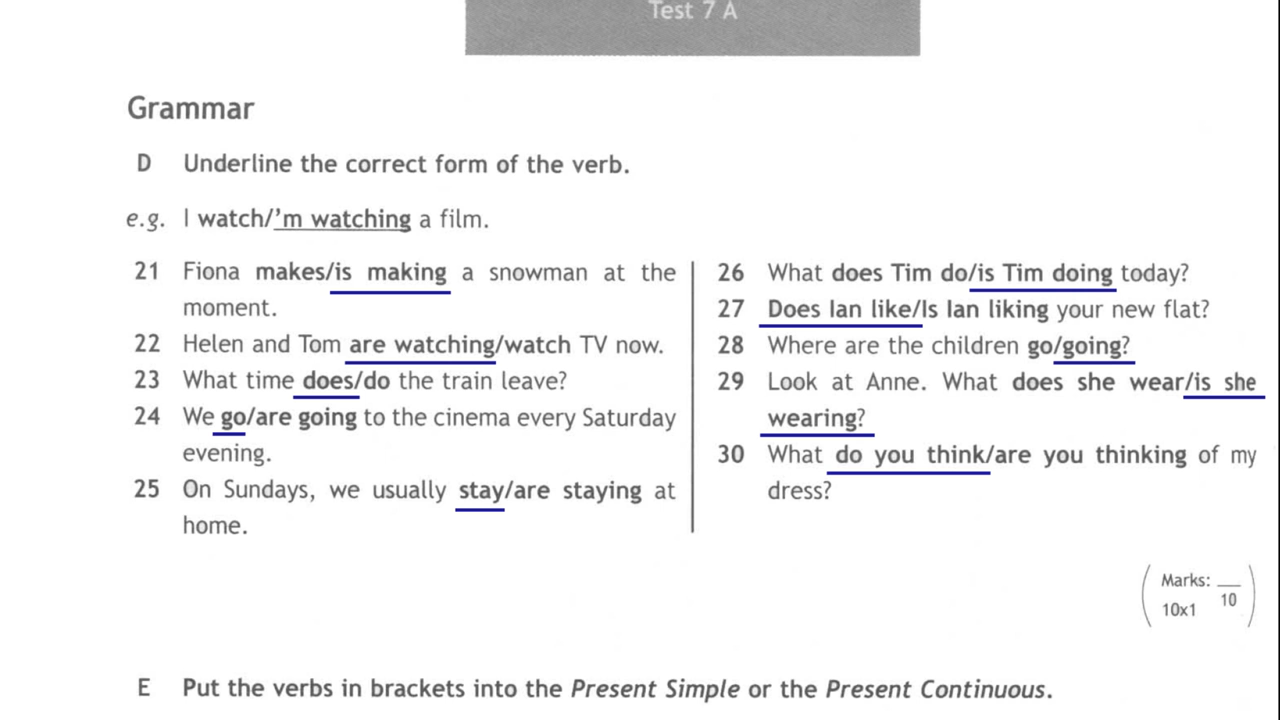 Test 7 A
Grammar
D Underline the correct form of the verb.
e.g. I watch/'m watching a film.
21 Fiona makes/is making a snowman at the
moment.
22 Helen and Tom are watching/watch TV now.
23 What time does/do the train leave?
24 We go/are going to the cinema every Saturday
evening.
25 On Sundays, we usually stay/are staying at
home.
26 What does Tim do/is Tim doing today?
27 Does Ian like/Is Ian liking your new flat?
28 Where are the children go/going?
29 Look at Anne. What does she wear/is she
wearing?
30 What do you think/are you thinking of my
dress?
Marks: __
10x1 10
E Put the verbs in brackets into the Present Simple or the Present Continuous.